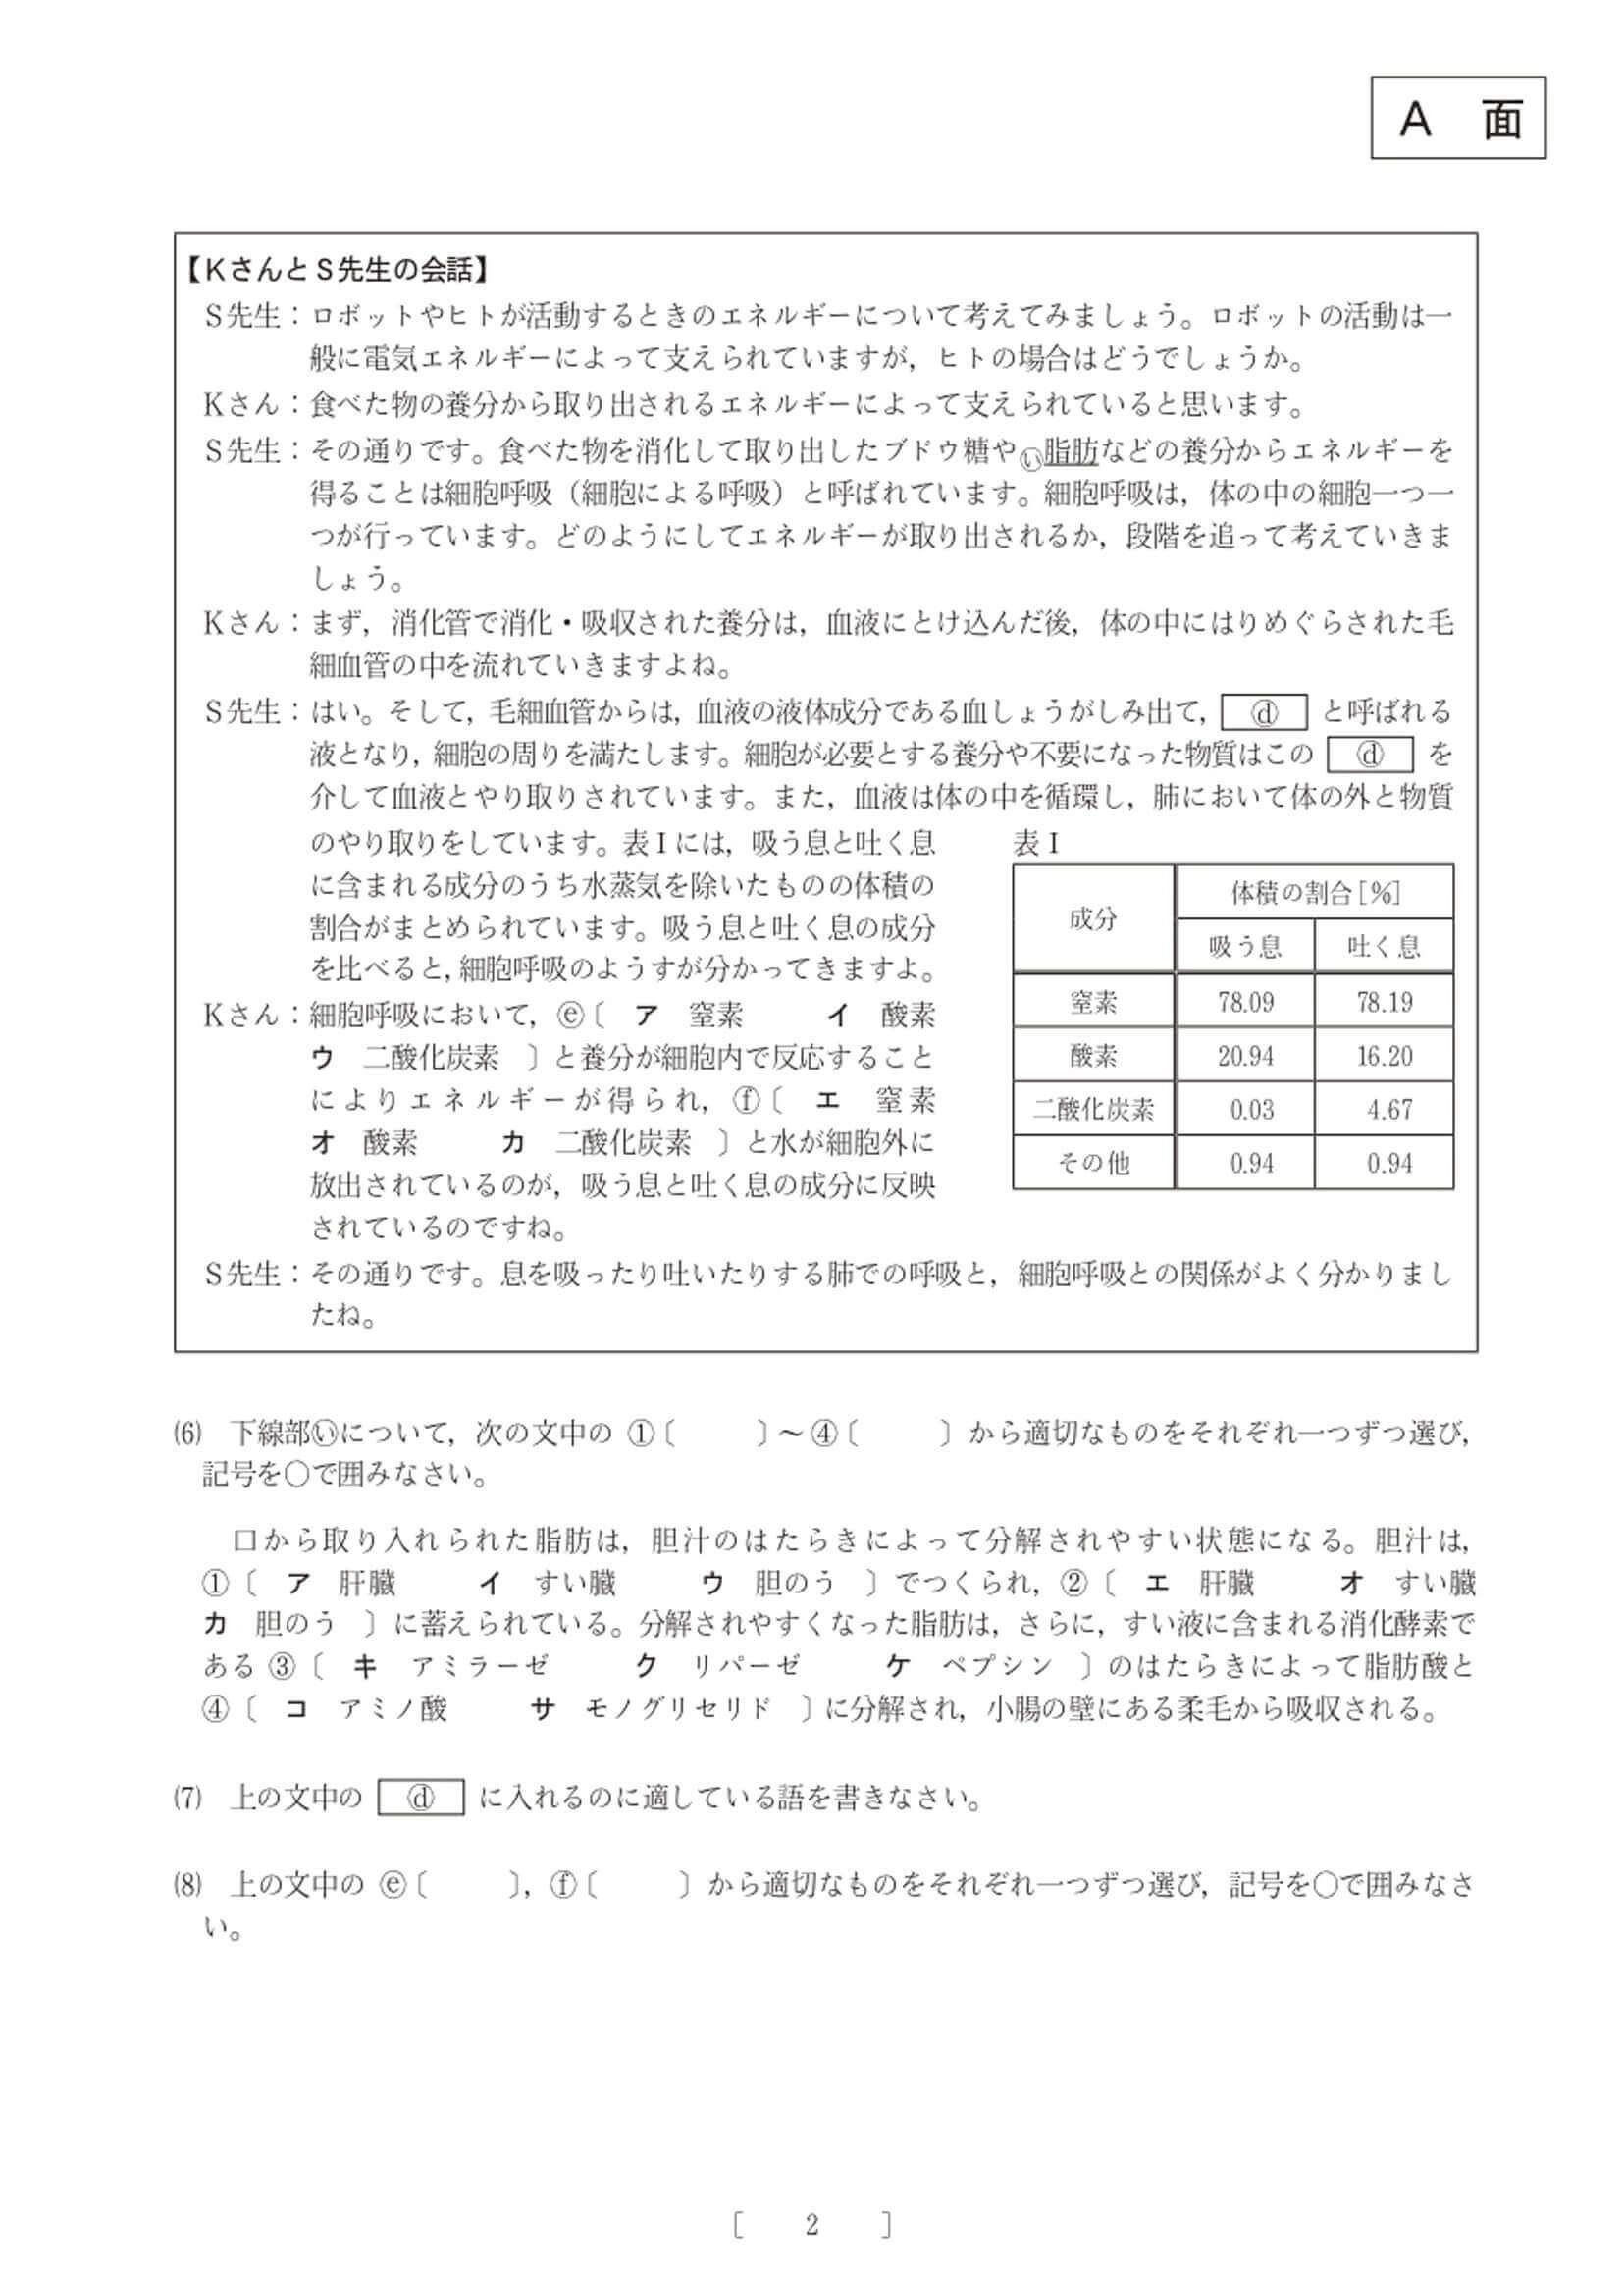 A 面
【KさんとS先生の会話】
S先生：ロボットやヒトが活動するときのエネルギーについて考えてみましょう。ロボットの活動は一
般に電気エネルギーによって支えられていますが，ヒトの場合はどうでしょうか。
Kさん：食べた物の養分から取り出されるエネルギーによって支えられていると思います。
S先生：その通りです。食べた物を消化して取り出したブドウ糖や㋑脂肪などの養分からエネルギーを
得ることは細胞呼吸（細胞による呼吸）と呼ばれています。細胞呼吸は，体の中の細胞一つ一
つが行っています。どのようにしてエネルギーが取り出されるか，段階を追って考えていきま
しょう。
Kさん：まず，消化管で消化・吸収された養分は，血液にとけ込んだ後，体の中にはりめぐらされた毛
細血管の中を流れていきますよね。
S先生：はい。そして，毛細血管からは，血液の液体成分である血しょうがしみ出て， ⓓ と呼ばれる
液となり，細胞の周りを満たします。細胞が必要とする養分や不要になった物質はこの ⓓ を
介して血液とやり取りされています。また，血液は体の中を循環し，肺において体の外と物質
のやり取りをしています。表Ⅰには，吸う息と吐く息
に含まれる成分のうち水蒸気を除いたものの体積の
割合がまとめられています。吸う息と吐く息の成分
を比べると，細胞呼吸のようすが分かってきますよ。
Kさん：細胞呼吸において，ⓔ〔 ア 窒素 イ 酸素
ウ 二酸化炭素 〕と養分が細胞内で反応すること
によりエネルギーが得られ，ⓕ〔 エ 窒素
オ 酸素 カ 二酸化炭素 〕と水が細胞外に
放出されているのが，吸う息と吐く息の成分に反映
されているのですね。
表Ⅰ
成分 体積の割合［％］
吸う息 吐く息
窒素 78.09 78.19
酸素 20.94 16.20
二酸化炭素 0.03 4.67
その他 0.94 0.94
S先生：その通りです。息を吸ったり吐いたりする肺での呼吸と，細胞呼吸との関係がよく分かりまし
たね。
(6) 下線部㋑について，次の文中の ①〔 〕～④〔 〕から適切なものをそれぞれ一つずつ選び，
記号を○で囲みなさい。
口から取り入れられた脂肪は，胆汁のはたらきによって分解されやすい状態になる。胆汁は，
①〔 ア 肝臓 イ すい臓 ウ 胆のう 〕でつくられ，②〔 エ 肝臓 オ すい臓
カ 胆のう 〕に蓄えられている。分解されやすくなった脂肪は，さらに，すい液に含まれる消化酵素で
ある ③〔 キ アミラーゼ ク リパーゼ ケ ペプシン 〕のはたらきによって脂肪酸と
④〔 コ アミノ酸 サ モノグリセリド 〕に分解され，小腸の壁にある柔毛から吸収される。
(7) 上の文中の ⓓ に入れるのに適している語を書きなさい。
(8) 上の文中の ⓔ〔 〕，ⓕ〔 〕から適切なものをそれぞれ一つずつ選び，記号を○で囲みなさ
い。
［ 2 ］